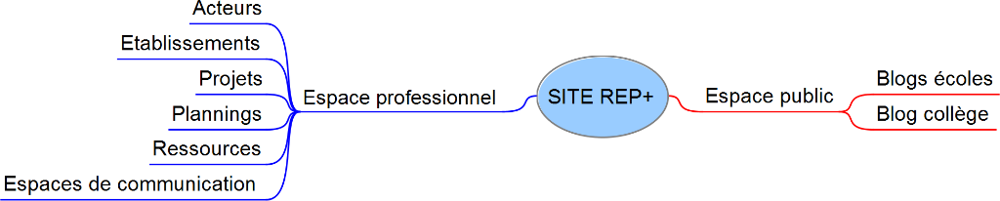 Acteurs
Etablissements
Projets
Plannings
Ressources
Espaces de communication
Espace professionnel
SITE REP+
Espace public
Blogs écoles
Blog collège